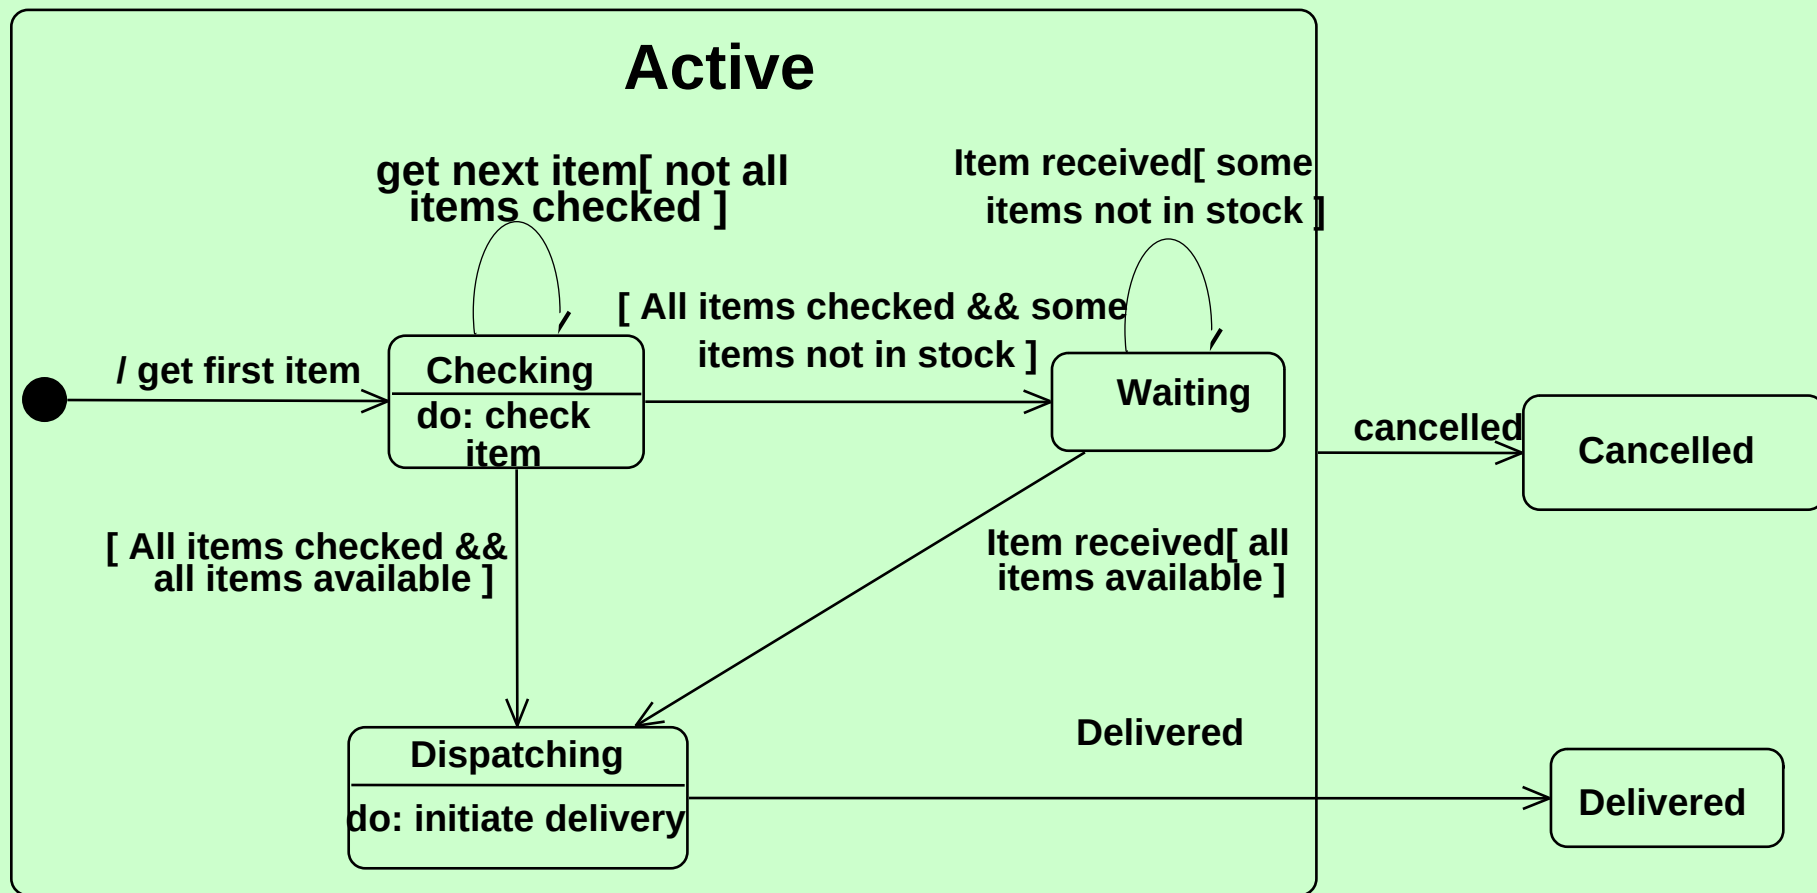 Active
get next item[ not all
items checked ]
Item received[ some
items not in stock ]
[ All items checked && some
items not in stock ]
/ get first item
Checking
do: check
item
Waiting
cancelled
Cancelled
[ All items checked &&
all items available ]
Item received[ all
items available ]
Dispatching
do: initiate delivery
Delivered
Delivered